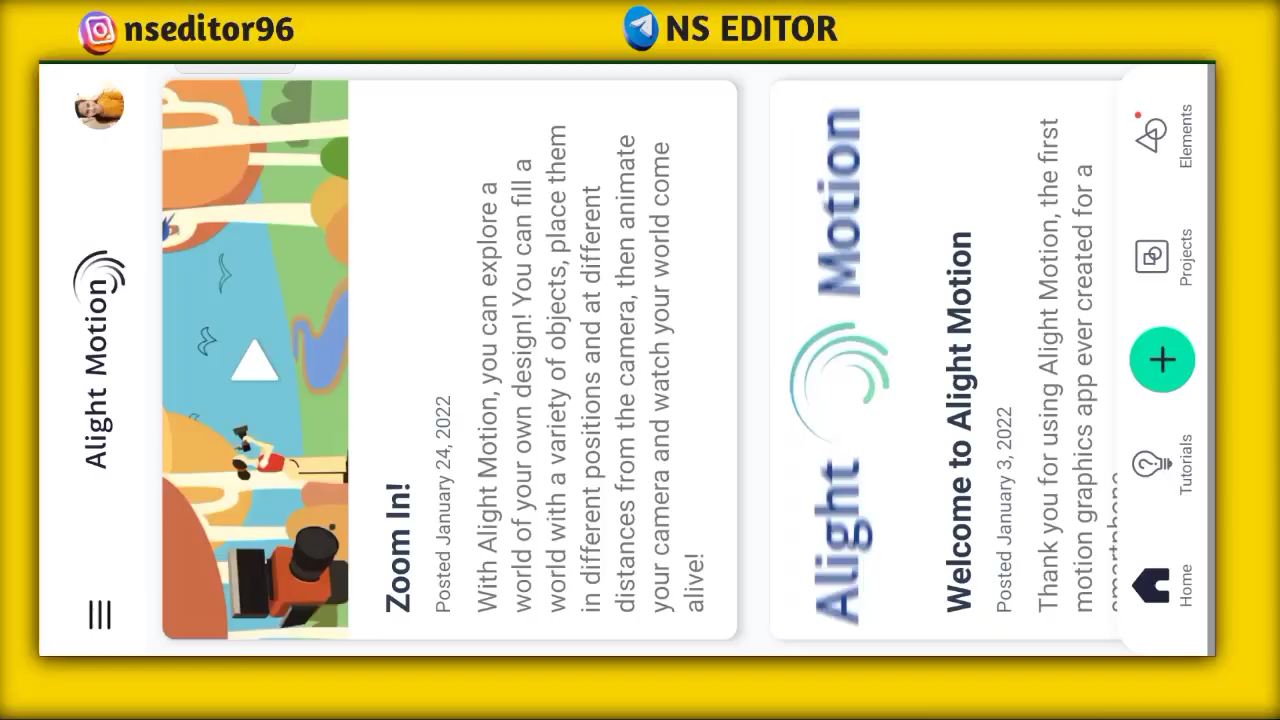 nseditor96
NS EDITOR
Alight Motion
Zoom In!
Posted January 24, 2022
With Alight Motion, you can explore a
world of your own design! You can fill a
world with a variety of objects, place them
in different positions and at different
distances from the camera, then animate
your camera and watch your world come
alive!
Alight Motion
Welcome to Alight Motion
Posted January 3, 2022
Thank you for using Alight Motion, the first
motion graphics app ever created for a
smartphone
Home
Tutorials
Projects
Elements